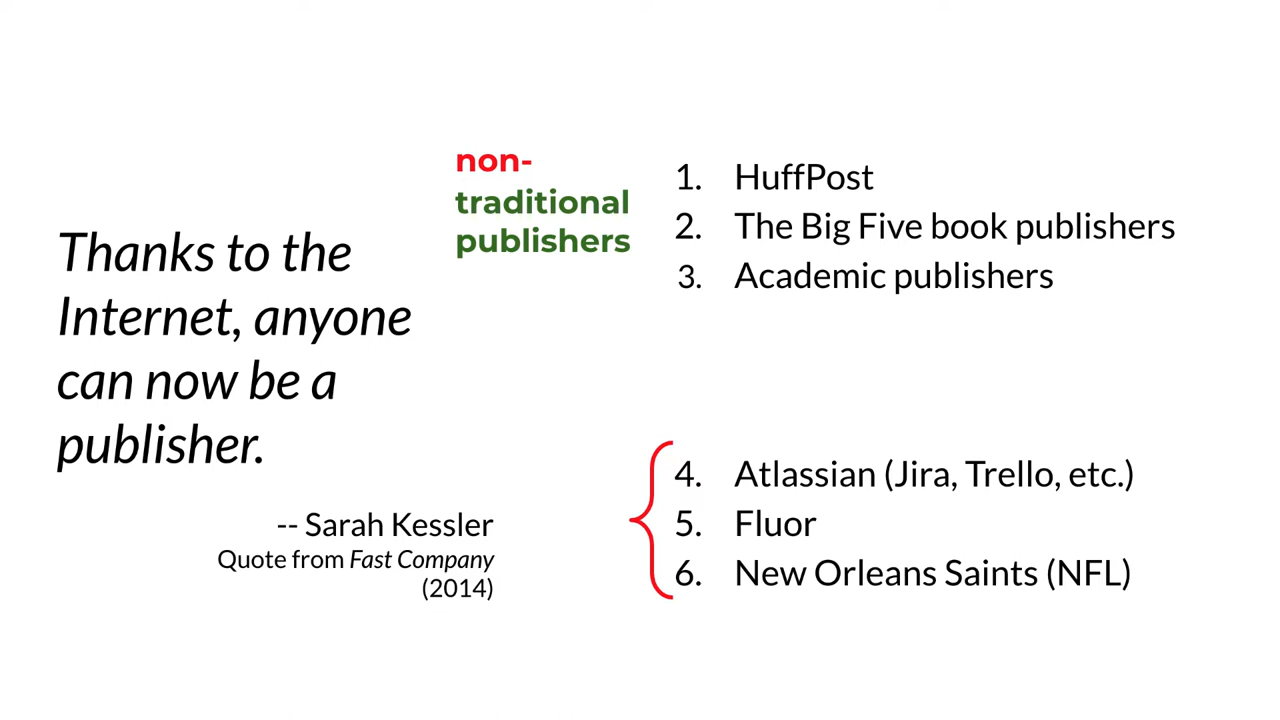 Thanks to the
Internet, anyone
can now be a
publisher.
-- Sarah Kessler
Quote from Fast Company
(2014)
non-
traditional
publishers
1. HuffPost
2. The Big Five book publishers
3. Academic publishers
4. Atlassian (Jira, Trello, etc.)
5. Fluor
6. New Orleans Saints (NFL)